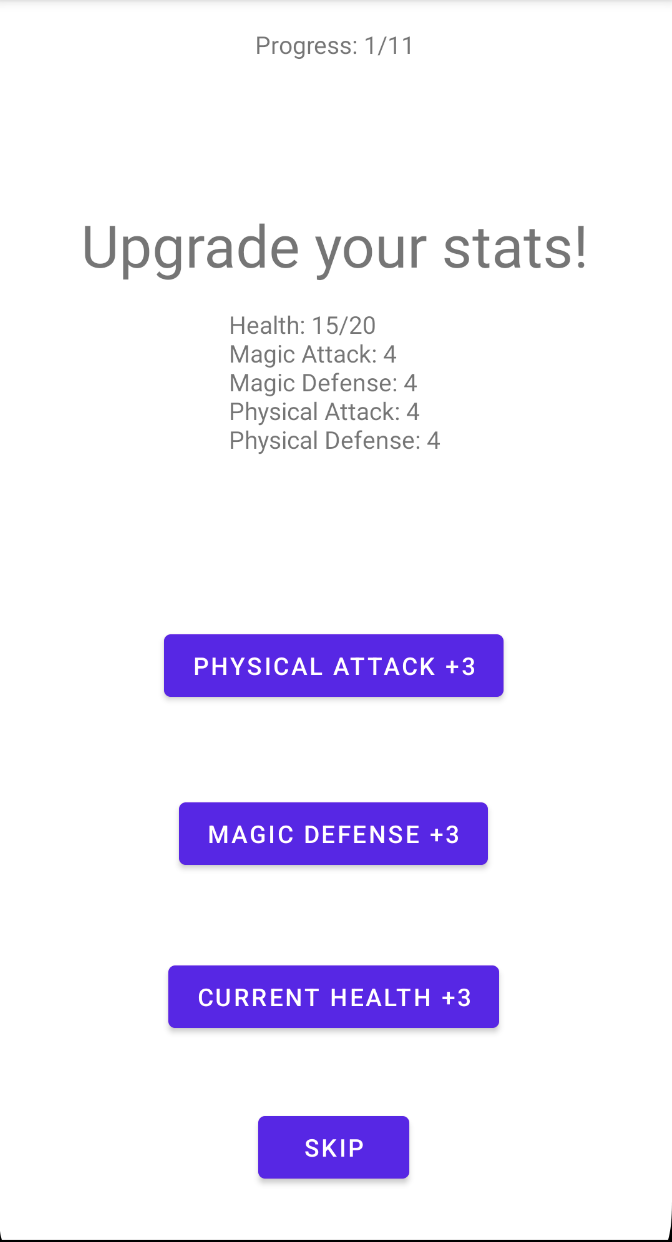 Progress: 1/11
Upgrade your stats!
Health: 15/20
Magic Attack: 4
Magic Defense: 4
Physical Attack: 4
Physical Defense: 4
PHYSICAL ATTACK +3
MAGIC DEFENSE +3
CURRENT HEALTH +3
SKIP